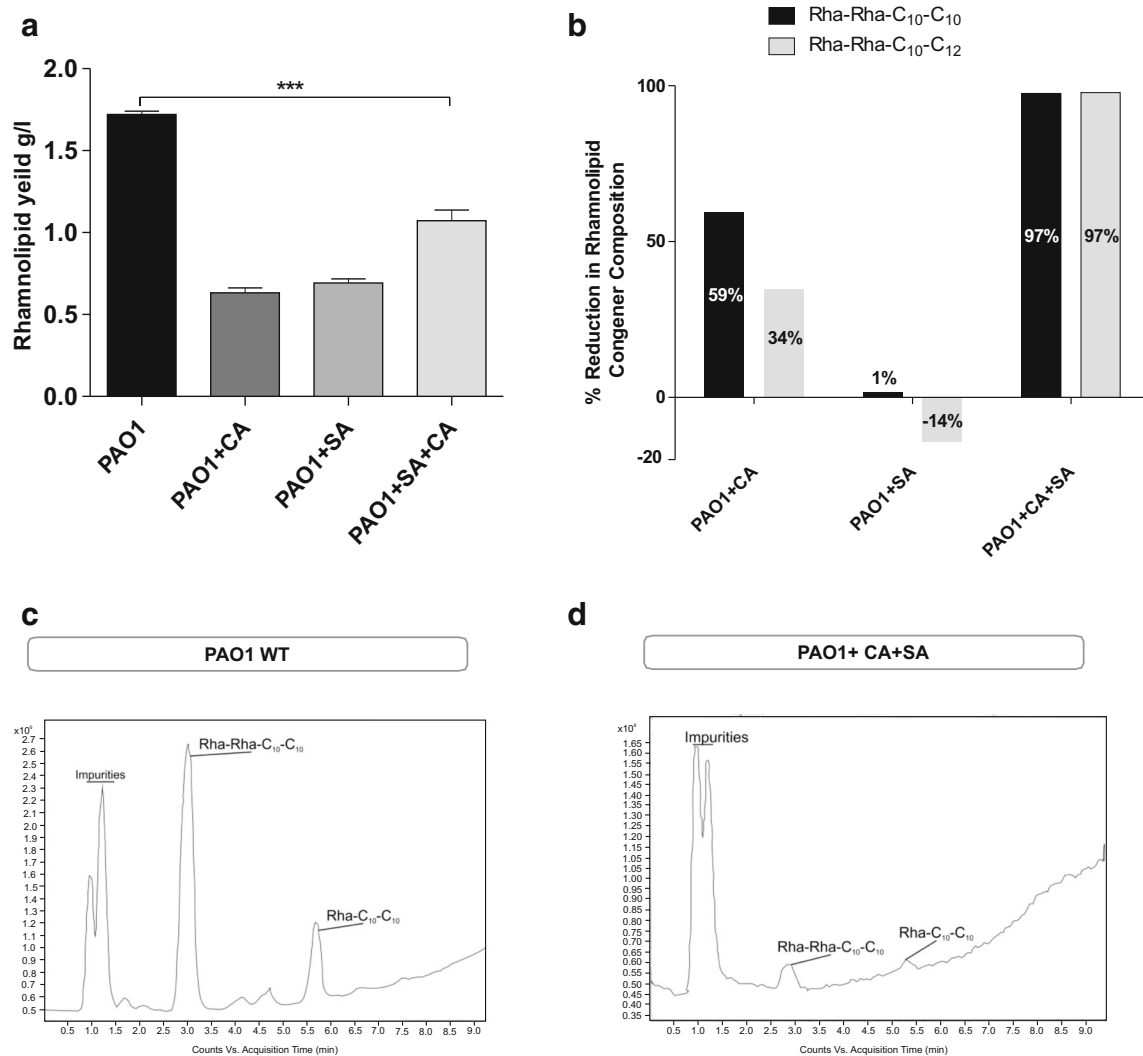 a
2.0
1.5
1.0
0.5
0.0
Rhamnolipid yeild g/l
***
PAO1
PAO1+CA
PAO1+SA
PAO1+SA+CA
b
Rha-Rha-C10-C10
Rha-Rha-C10-C12
% Reduction in Rhamnolipid
Congener Composition
100
50
0
-20
59%
34%
1%
-14%
97%
97%
PAO1+CA
PAO1+SA
PAO1+CA+SA
c
PAO1 WT
x10⁶
2.7
2.6
2.5
2.4
2.3
2.2
2.1
2.0
1.9
1.8
1.7
1.6
1.5
1.4
1.3
1.2
1.1
1.0
0.9
0.8
0.7
0.6
0.5
Impurities
Rha-Rha-C10-C10
Rha-C10-C10
0.5 1.0 1.5 2.0 2.5 3.0 3.5 4.0 4.5 5.0 5.5 6.0 6.5 7.0 7.5 8.0 8.5 9.0
Counts Vs. Acquisition Time (min)
d
PAO1+ CA+SA
x10⁶
1.65
1.60
1.55
1.50
1.45
1.40
1.35
1.30
1.25
1.20
1.15
1.10
1.05
1.00
0.95
0.90
0.85
0.80
0.75
0.70
0.65
0.60
0.55
0.50
0.45
0.40
0.35
Impurities
Rha-Rha-C10-C10
Rha-C10-C10
0.5 1.0 1.5 2.0 2.5 3.0 3.5 4.0 4.5 5.0 5.5 6.0 6.5 7.0 7.5 8.0 8.5 9.0
Counts Vs. Acquisition Time (min)